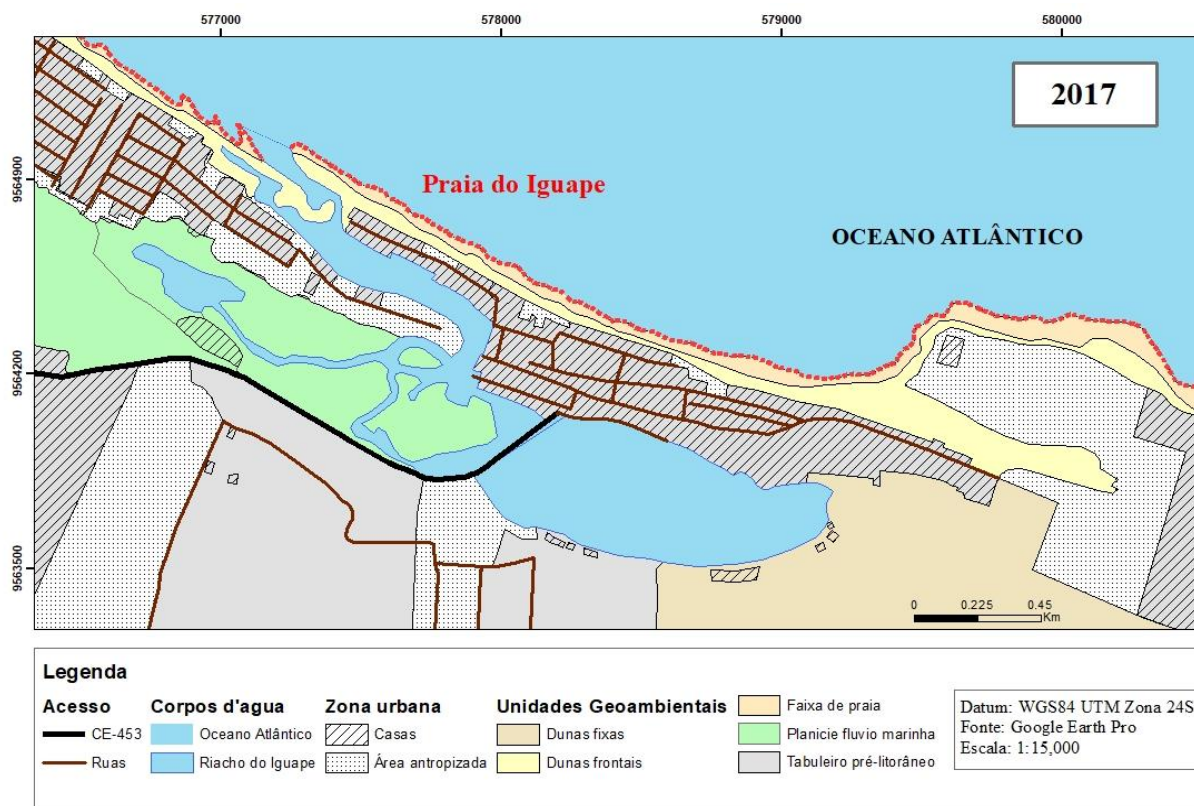 577000 578000 579000 580000
2017
9564900
Praia do Iguape
OCEANO ATLÂNTICO
9564200
9563500
0 0.225 0.45
Km
Legenda
Acesso
CE-453
Ruas
Corpos d'agua
Oceano Atlântico
Riacho do Iguape
Zona urbana
Casas
Área antropizada
Unidades Geoambientais
Dunas fixas
Dunas frontais
Faixa de praia
Planicie fluvio marinha
Tabuleiro pré-litorâneo
Datum: WGS84 UTM Zona 24S
Fonte: Google Earth Pro
Escala: 1:15,000